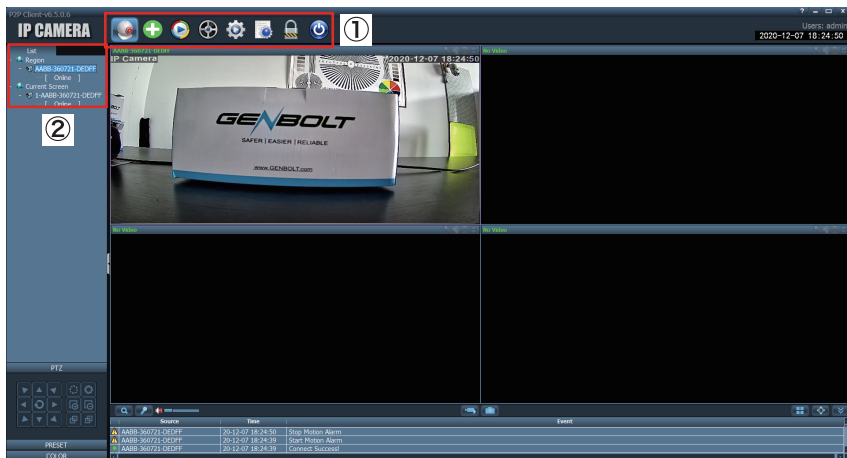 P2P Client-v6.5.0.6
IP CAMERA
①
Users: admin
2020-12-07 18:24:50
List
Region
AABB-360721-DEDFF
[ Online ]
Current Screen
1-AABB-360721-DEDFF
[ Online ]
②
AABB-360721-DEDFF
No Video
IP Camera
2020-12-07 18:24:50
GENBOLT
SAFER | EASIER | RELIABLE
www.GENBOLT.com
No Video
No Video
PTZ
PRESET
COLOR
Source Time Event
AABB-360721-DEDFF 20-12-07 18:24:50 Stop Motion Alarm
AABB-360721-DEDFF 20-12-07 18:24:39 Start Motion Alarm
AABB-360721-DEDFF 20-12-07 18:24:39 Connect Success!